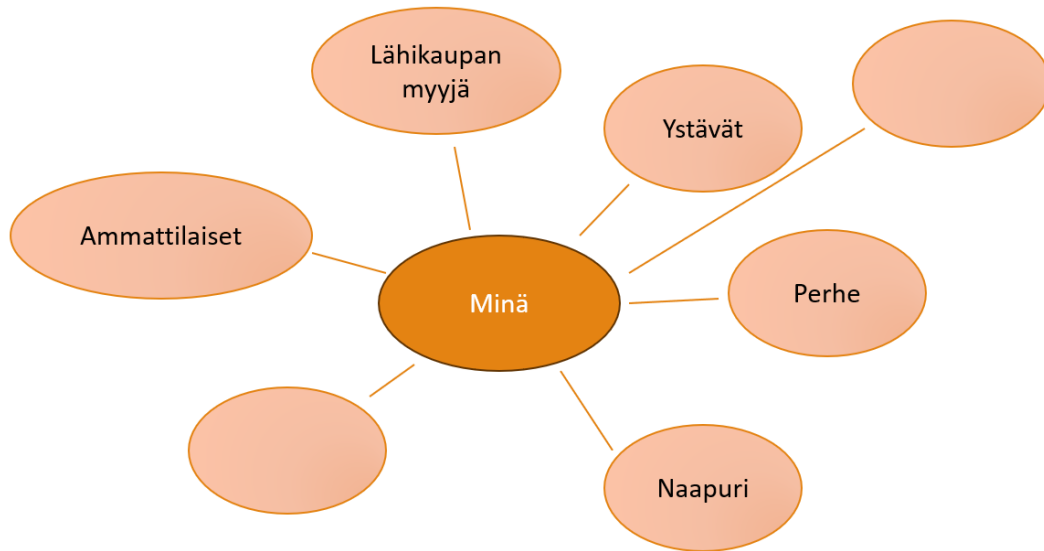 Lähikaupan
myyjä
Ystävät
Ammattilaiset
Minä
Perhe
Naapuri